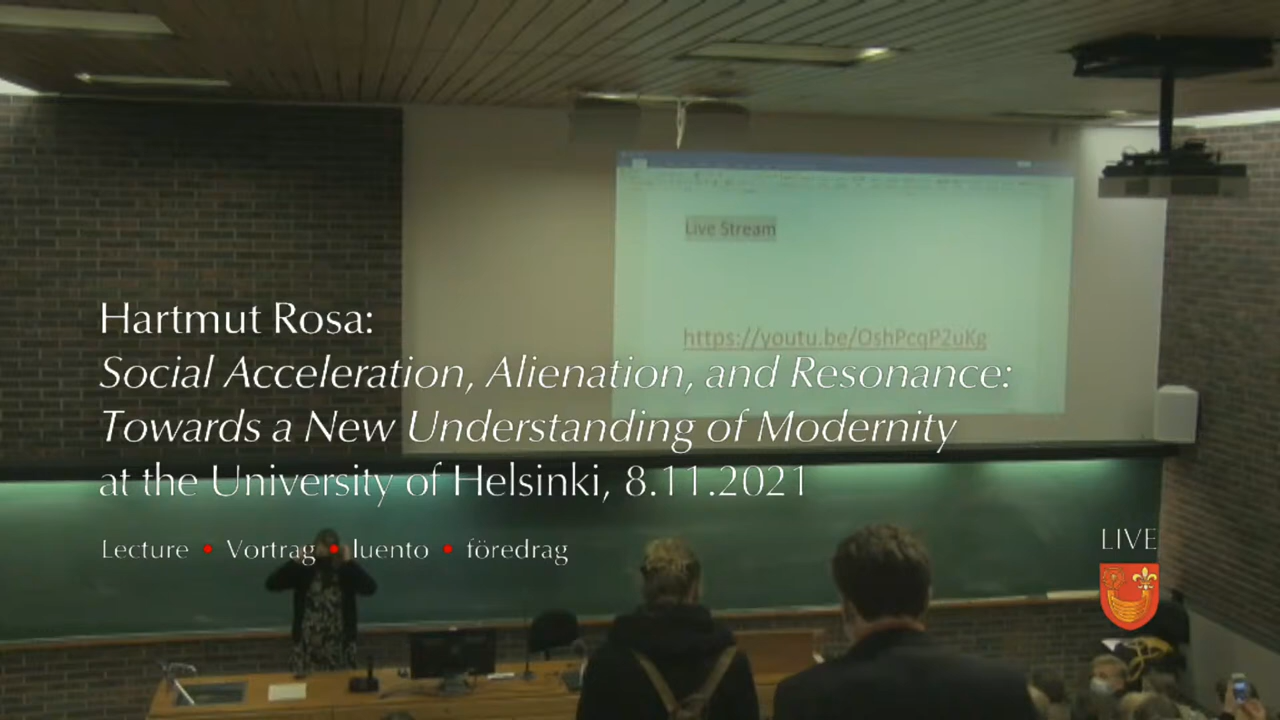 Live Stream
https://youtu.be/OshPcqP2uKg
Hartmut Rosa:
Social Acceleration, Alienation, and Resonance:
Towards a New Understanding of Modernity
at the University of Helsinki, 8.11.2021
Lecture • Vortrag • luento • föredrag
LIVE